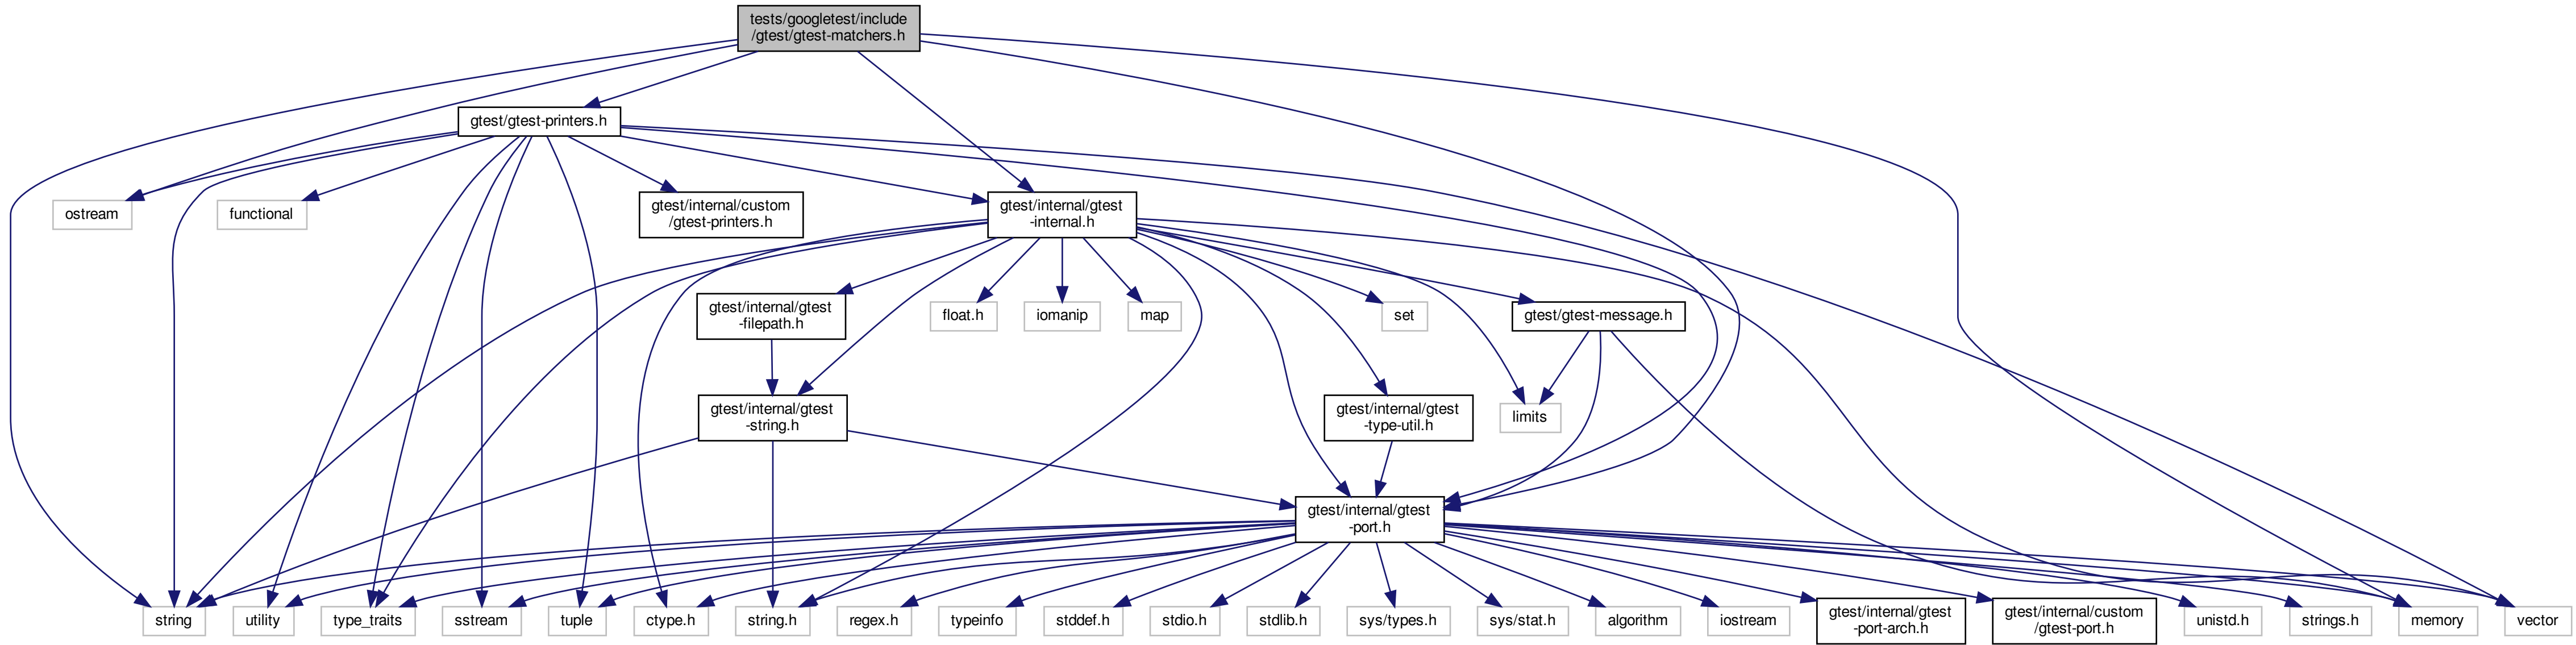 tests/googletest/include
/gtest/gtest-matchers.h
gtest/gtest-printers.h
ostream
functional
gtest/internal/custom
/gtest-printers.h
gtest/internal/gtest
-internal.h
gtest/internal/gtest
-filepath.h
float.h
iomanip
map
set
gtest/gtest-message.h
gtest/internal/gtest
-string.h
gtest/internal/gtest
-type-util.h
limits
gtest/internal/gtest
-port.h
string
utility
type_traits
sstream
tuple
ctype.h
string.h
regex.h
typeinfo
stddef.h
stdio.h
stdlib.h
sys/types.h
sys/stat.h
algorithm
iostream
gtest/internal/gtest
-port-arch.h
gtest/internal/custom
/gtest-port.h
unistd.h
strings.h
memory
vector